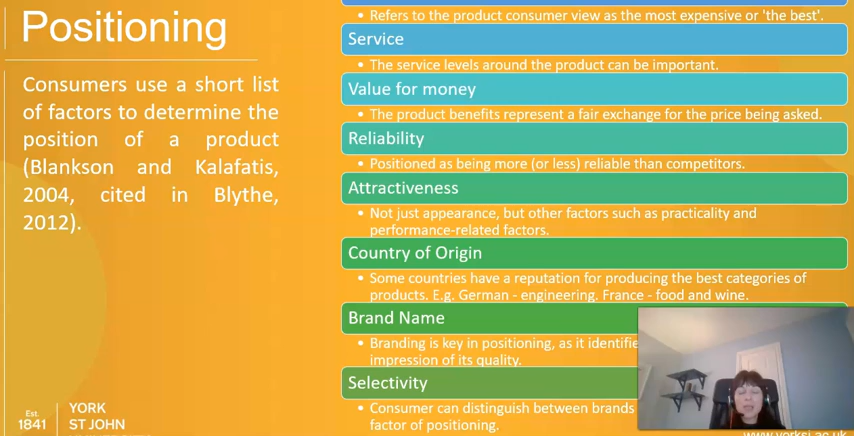 Positioning
Consumers use a short list
of factors to determine the
position of a product
(Blankson and Kalafatis,
2004, cited in Blythe,
2012).
• Refers to the product consumer view as the most expensive or 'the best'.
Service
• The service levels around the product can be important.
Value for money
• The product benefits represent a fair exchange for the price being asked.
Reliability
• Positioned as being more (or less) reliable than competitors.
Attractiveness
• Not just appearance, but other factors such as practicality and
performance-related factors.
Country of Origin
• Some countries have a reputation for producing the best categories of
products. E.g. German - engineering. France - food and wine.
Brand Name
• Branding is key in positioning, as it
impression of its quality.
Selectivity
• Consumer can distinguish between brands
factor of positioning.
Est.
1841
YORK
ST JOHN
www.yorksj.ac.uk